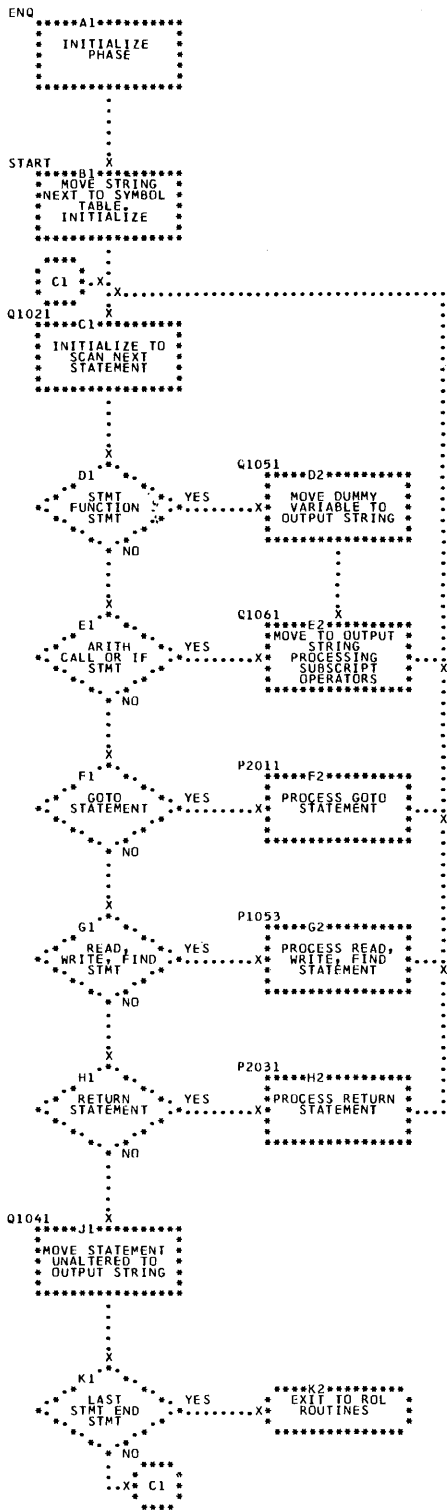 ENQ
A1
INITIALIZE
PHASE
START
B1
MOVE STRING
NEXT TO SYMBOL
TABLE.
INITIALIZE
C1
Q1021
C1
INITIALIZE TO
SCAN NEXT
STATEMENT
D1
STMT
FUNCTION
STMT
YES
NO
Q1051
D2
MOVE DUMMY
VARIABLE TO
OUTPUT STRING
E1
ARITH
CALL OR IF
STMT
YES
NO
Q1061
E2
MOVE TO OUTPUT
STRING
PROCESSING
SUBSCRIPT
OPERATORS
F1
GOTO
STATEMENT
YES
NO
P2011
F2
PROCESS GOTO
STATEMENT
G1
READ,
WRITE, FIND
STMT
YES
NO
P1053
G2
PROCESS READ,
WRITE, FIND
STATEMENT
H1
RETURN
STATEMENT
YES
NO
P2031
H2
PROCESS RETURN
STATEMENT
Q1041
J1
MOVE STATEMENT
UNALTERED TO
OUTPUT STRING
K1
LAST
STMT END
STMT
YES
NO
K2
EXIT TO ROL
ROUTINES
C1